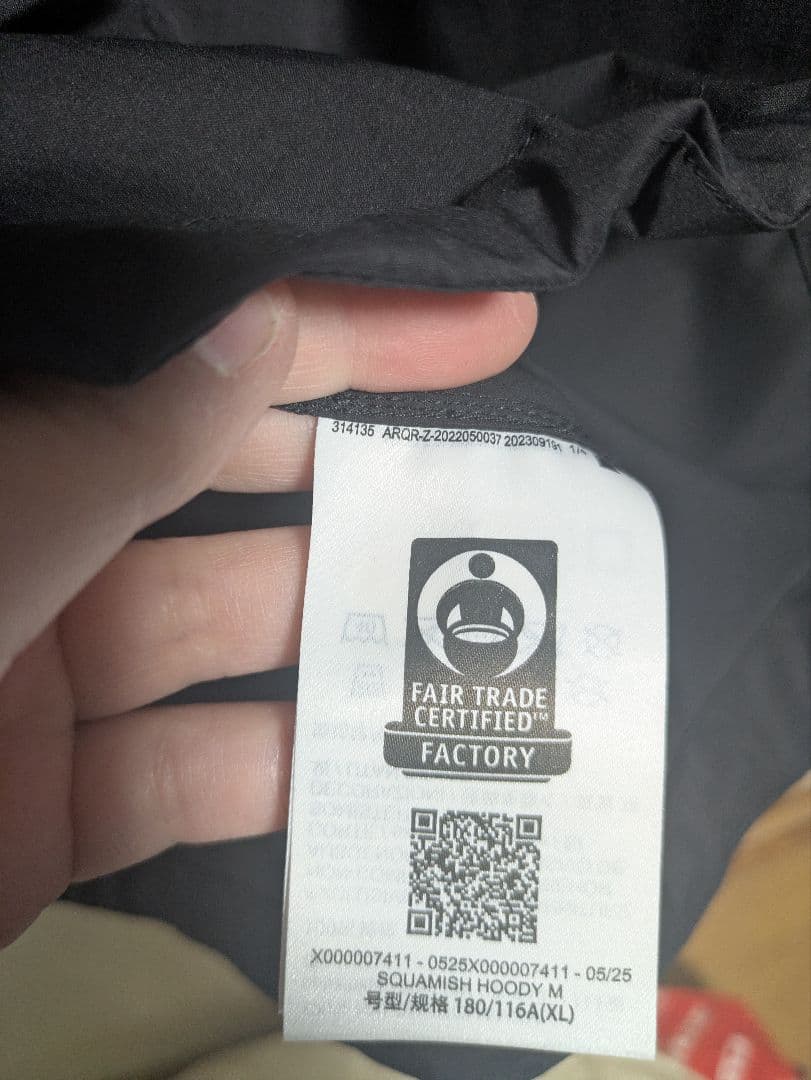 314135 ARQR-Z-2022050037 202309191
FAIR TRADE
CERTIFIED™
FACTORY
X000007411 - 0525X000007411 - 05/25
SQUAMISH HOODY M
号型/规格 180/116A(XL)